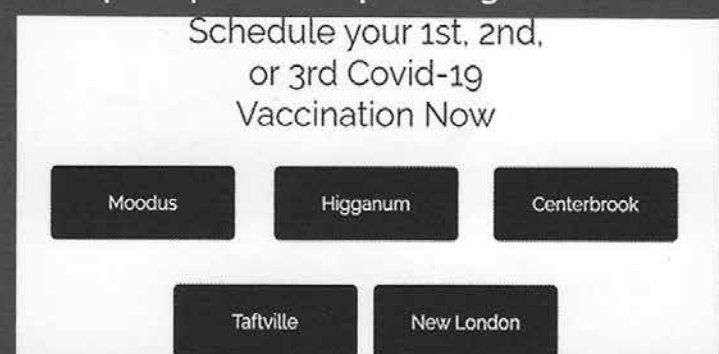 Schedule your 1st, 2nd,
or 3rd Covid-19
Vaccination Now
Moodus
Higganum
Centerbrook
Taftville
New London